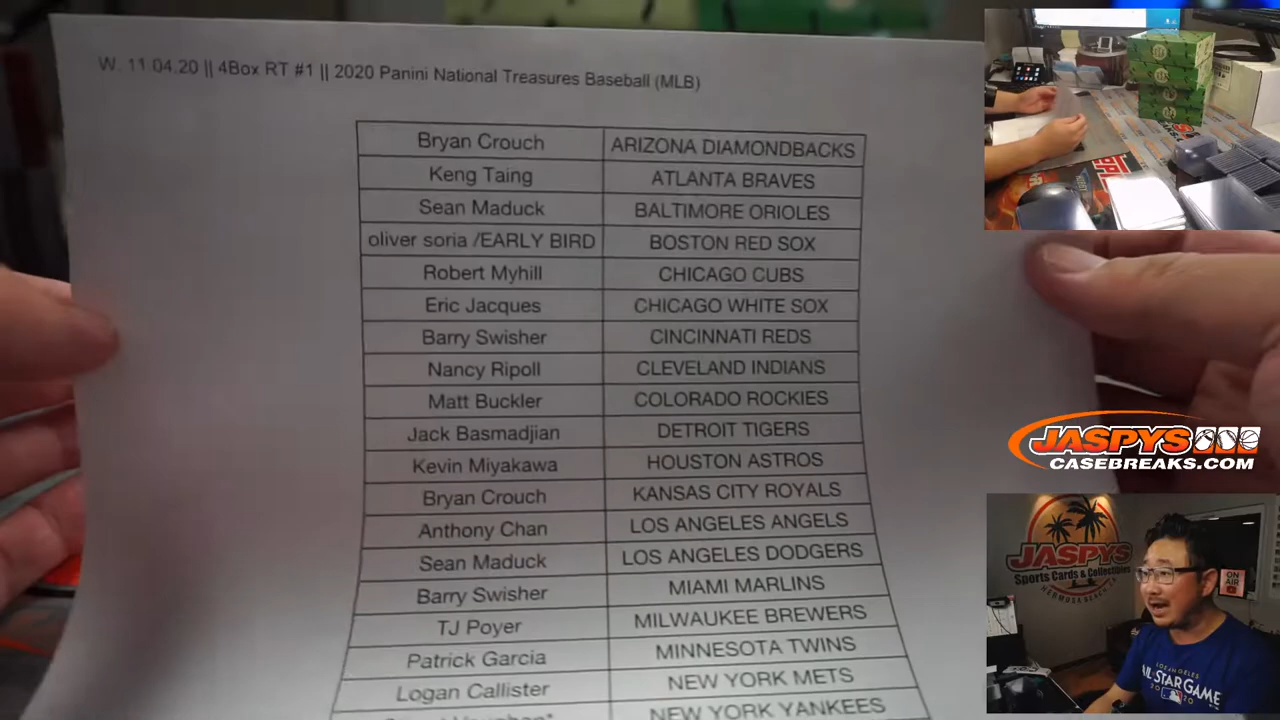 W. 11.04.20 || 4Box RT #1 || 2020 Panini National Treasures Baseball (MLB)
Bryan Crouch ARIZONA DIAMONDBACKS
Keng Taing ATLANTA BRAVES
Sean Maduck BALTIMORE ORIOLES
oliver soria /EARLY BIRD BOSTON RED SOX
Robert Myhill CHICAGO CUBS
Eric Jacques CHICAGO WHITE SOX
Barry Swisher CINCINNATI REDS
Nancy Ripoll CLEVELAND INDIANS
Matt Buckler COLORADO ROCKIES
Jack Basmadjian DETROIT TIGERS
Kevin Miyakawa HOUSTON ASTROS
Bryan Crouch KANSAS CITY ROYALS
Anthony Chan LOS ANGELES ANGELS
Sean Maduck LOS ANGELES DODGERS
Barry Swisher MIAMI MARLINS
TJ Poyer MILWAUKEE BREWERS
Patrick Garcia MINNESOTA TWINS
Logan Callister NEW YORK METS
NEW YORK YANKEES
JASPYS
CASEBREAKS.COM
JASPYS
Sports Cards & Collectibles
HERMOSA BEACH
ON
AIR
LOS ANGELES
ALL-STAR GAME